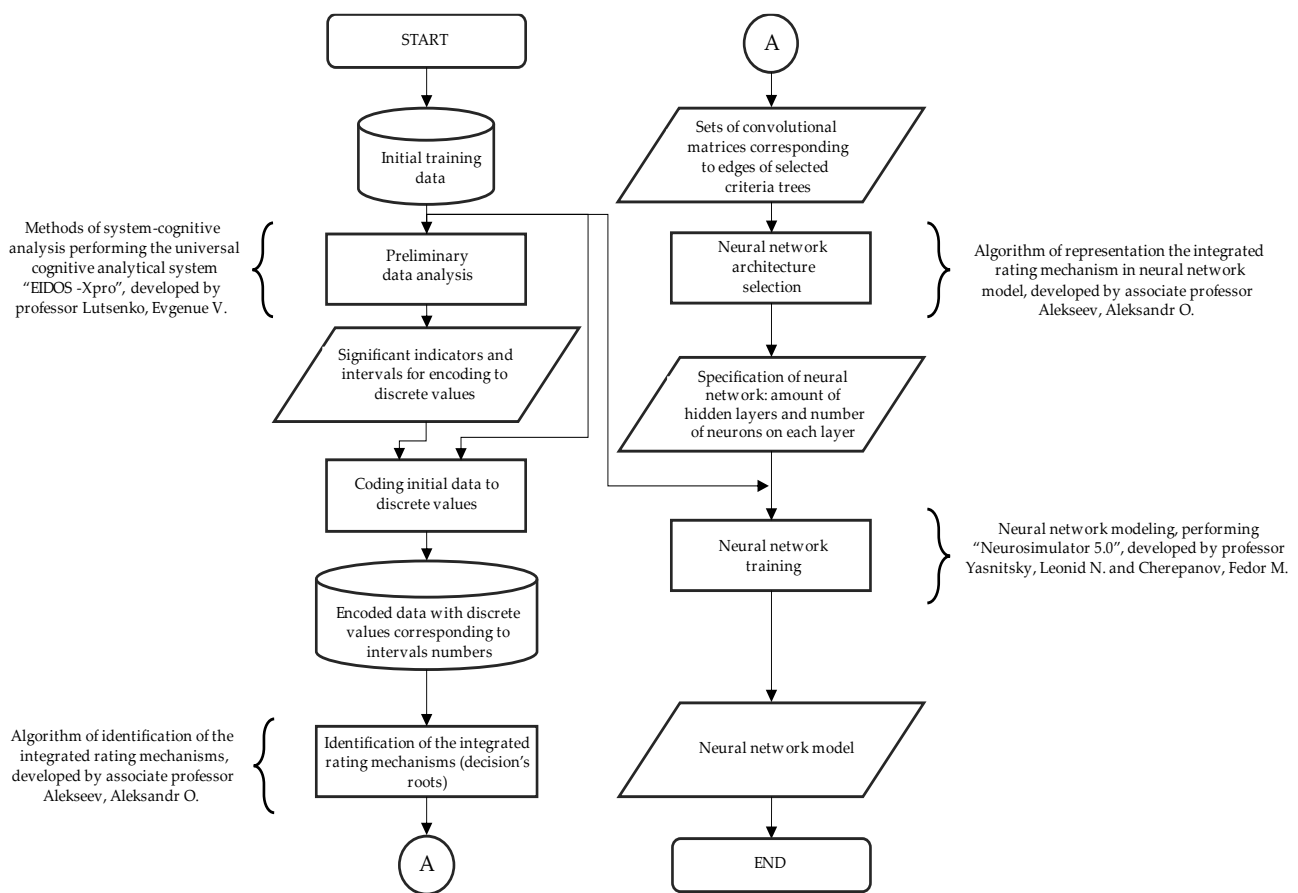 START
Initial training
data
Methods of system-cognitive
analysis performing the universal
cognitive analytical system
“EIDOS -Xpro”, developed by
professor Lutsenko, Evgenue V.
Preliminary
data analysis
Significant indicators and
intervals for encoding to
discrete values
Coding initial data to
discrete values
Encoded data with discrete
values corresponding to
intervals numbers
Algorithm of identification of the
integrated rating mechanisms,
developed by associate professor
Alekseev, Aleksandr O.
Identification of the integrated
rating mechanisms (decision’s
roots)
A
A
Sets of convolutional
matrices corresponding
to edges of selected
criteria trees
Neural network
architecture
selection
Algorithm of representation the integrated
rating mechanism in neural network
model, developed by associate professor
Alekseev, Aleksandr O.
Specification of neural
network: amount of
hidden layers and number
of neurons on each layer
Neural network
training
Neural network modeling, performing
“Neurosimulator 5.0”, developed by professor
Yasnitsky, Leonid N. and Cherepanov, Fedor M.
Neural network model
END